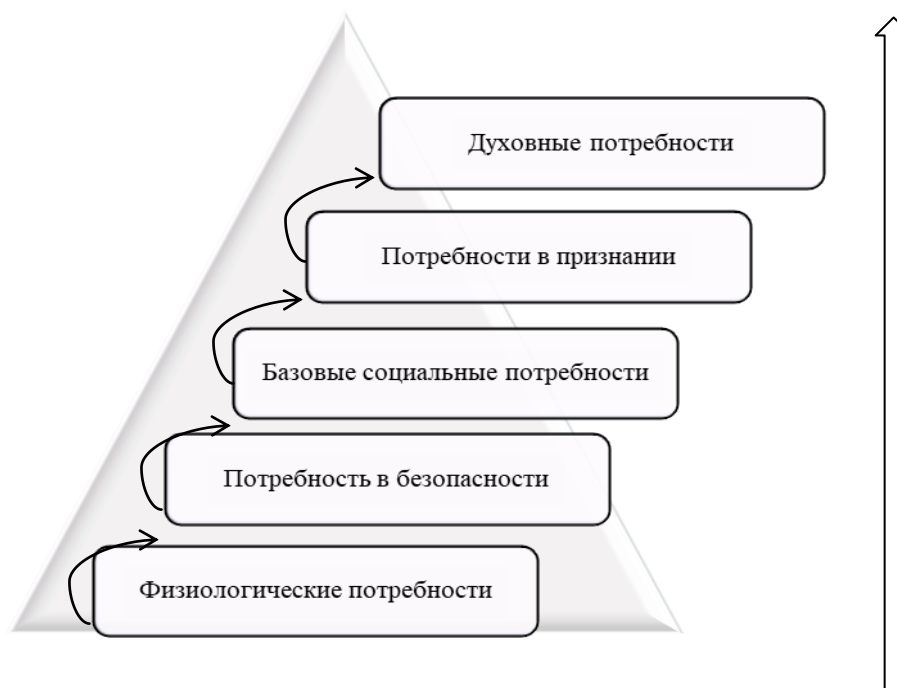 Духовные потребности
Потребности в признании
Базовые социальные потребности
Потребность в безопасности
Физиологические потребности